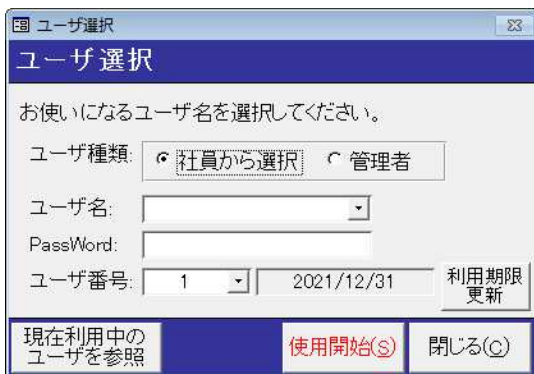 ユーザ選択
ユーザ選択
お使いになるユーザ名を選択してください。
ユーザ種類: 社員から選択 管理者
ユーザ名:
PassWord:
ユーザ番号: 1 2021/12/31 利用期限
更新
現在利用中の
ユーザを参照 使用開始(S) 閉じる(C)